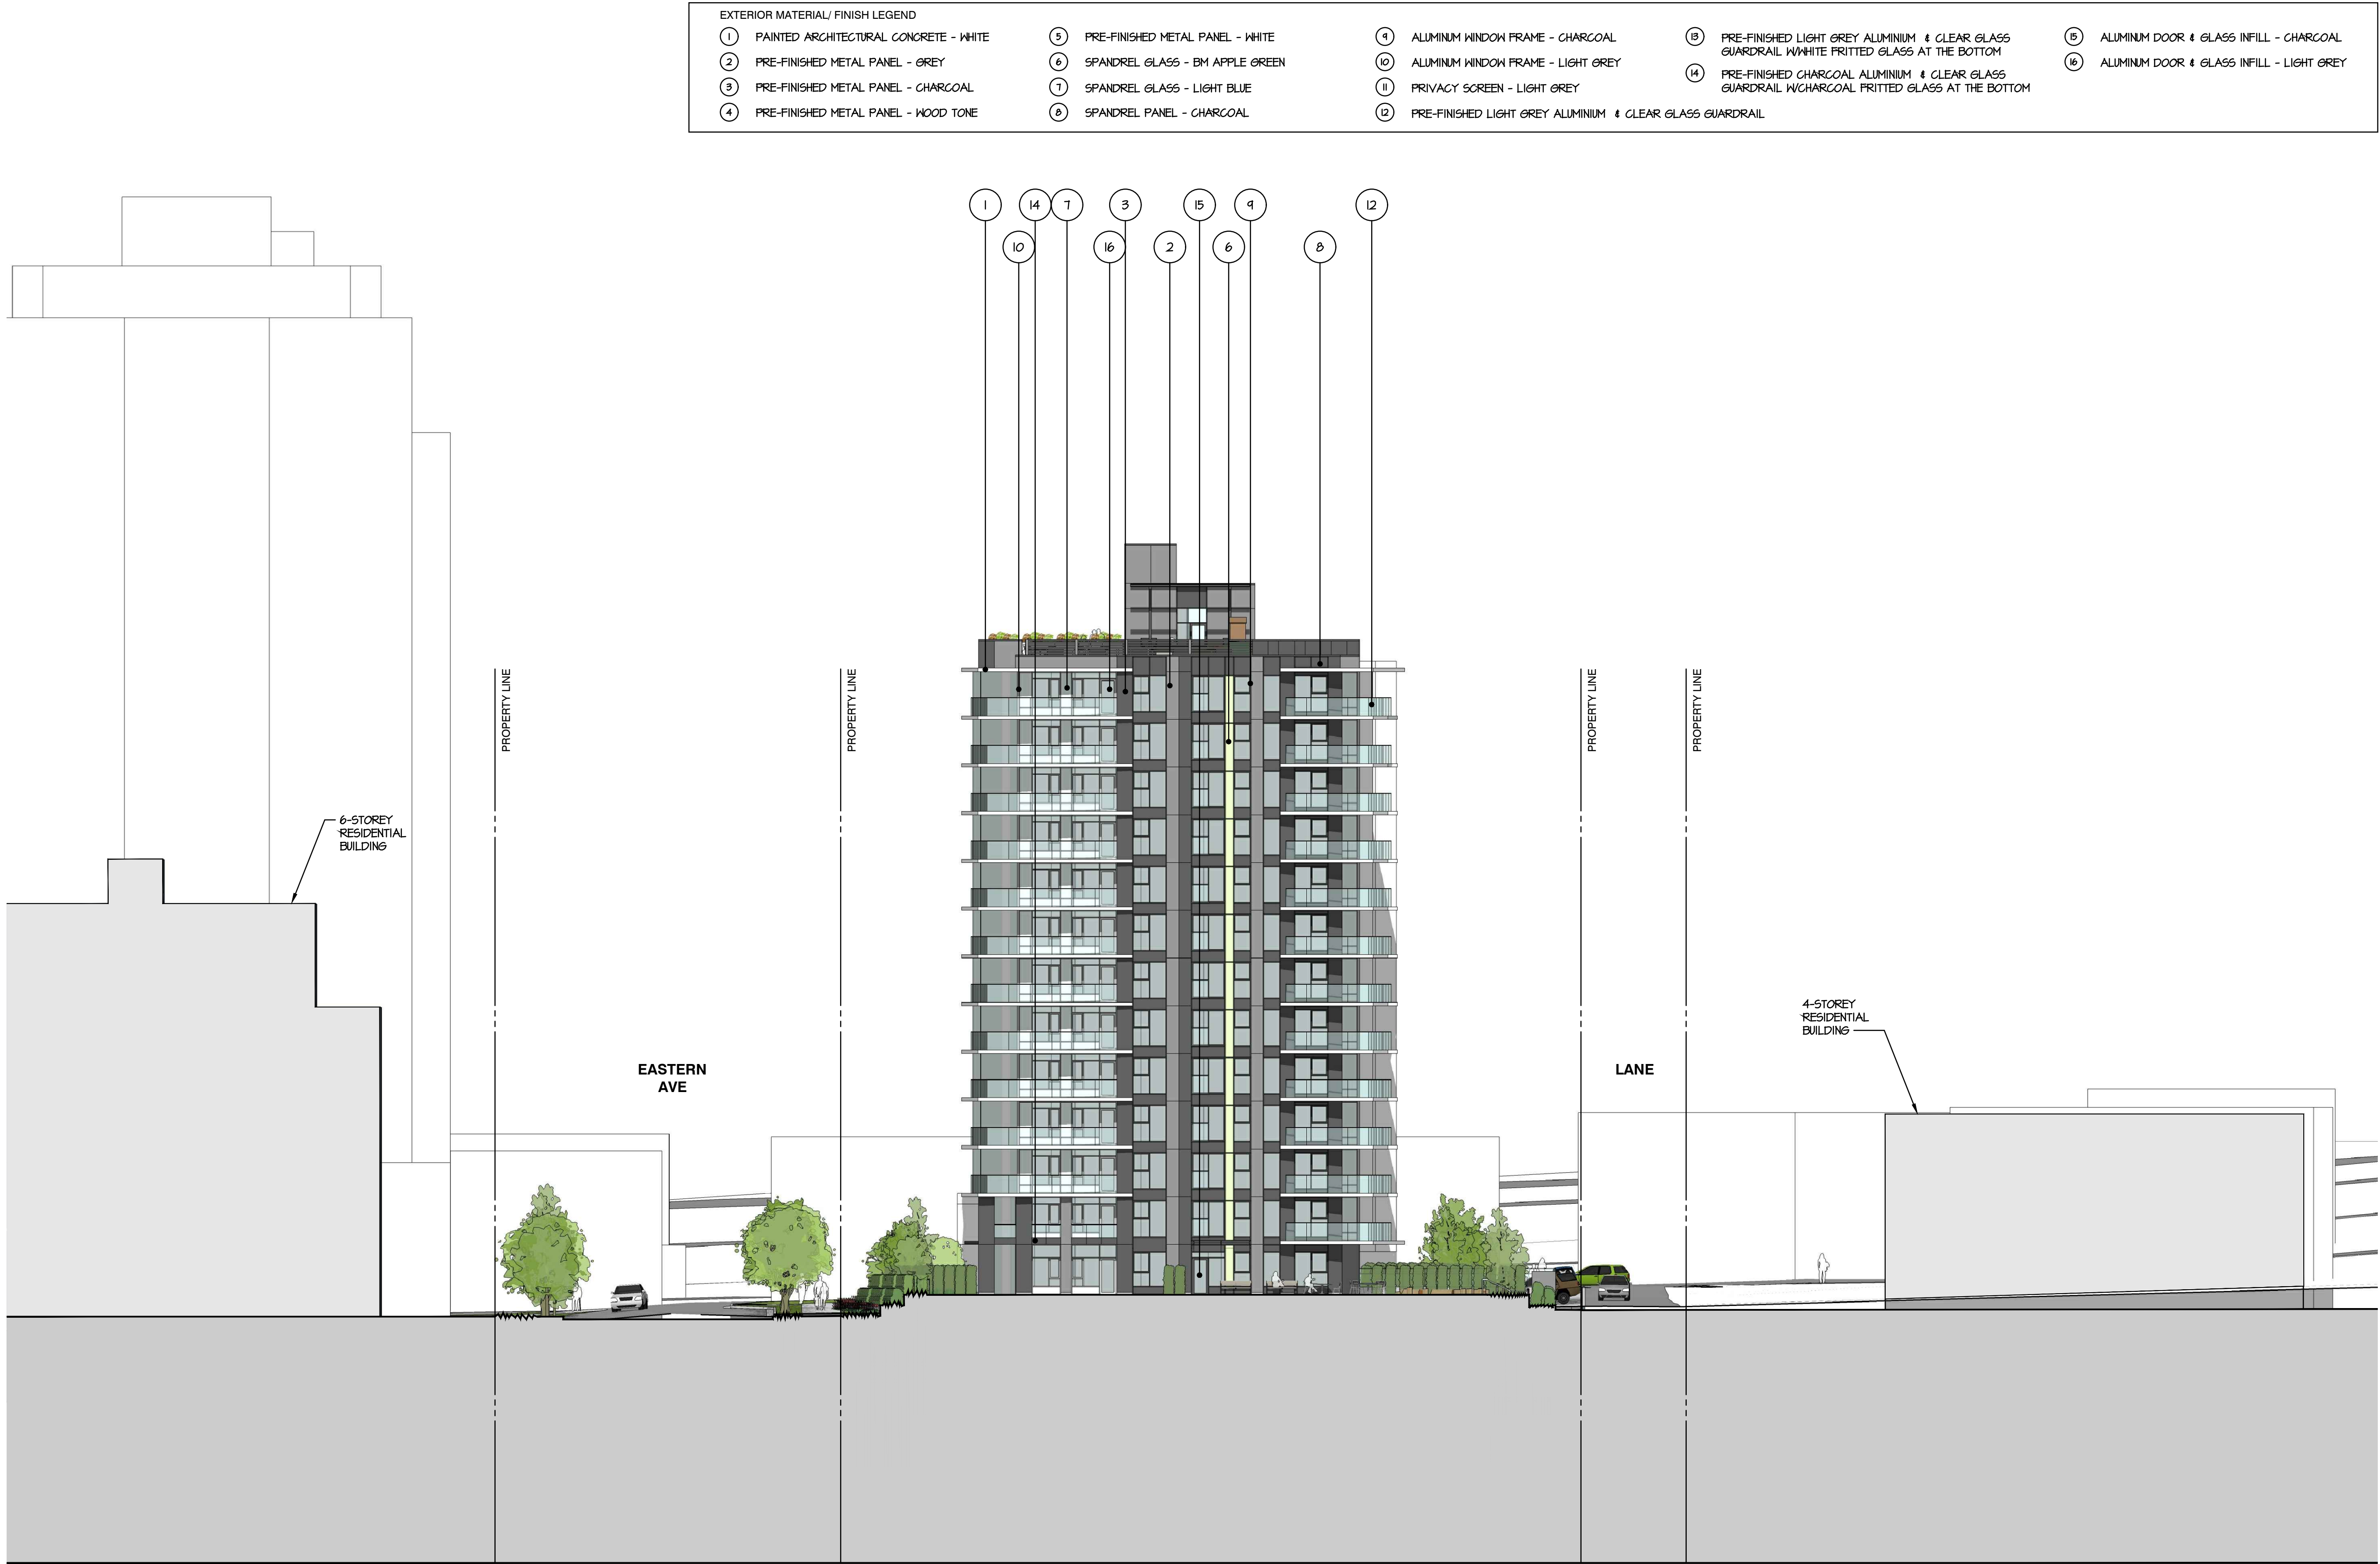 EXTERIOR MATERIAL/ FINISH LEGEND
1 PAINTED ARCHITECTURAL CONCRETE - WHITE
2 PRE-FINISHED METAL PANEL - GREY
3 PRE-FINISHED METAL PANEL - CHARCOAL
4 PRE-FINISHED METAL PANEL - WOOD TONE
5 PRE-FINISHED METAL PANEL - WHITE
6 SPANDREL GLASS - BM APPLE GREEN
7 SPANDREL GLASS - LIGHT BLUE
8 SPANDREL PANEL - CHARCOAL
9 ALUMINUM WINDOW FRAME - CHARCOAL
10 ALUMINUM WINDOW FRAME - LIGHT GREY
11 PRIVACY SCREEN - LIGHT GREY
12 PRE-FINISHED LIGHT GREY ALUMINIUM & CLEAR GLASS GUARDRAIL
13 PRE-FINISHED LIGHT GREY ALUMINIUM & CLEAR GLASS
GUARDRAIL W/WHITE FRITTED GLASS AT THE BOTTOM
14 PRE-FINISHED CHARCOAL ALUMINIUM & CLEAR GLASS
GUARDRAIL W/CHARCOAL FRITTED GLASS AT THE BOTTOM
15 ALUMINUM DOOR & GLASS INFILL - CHARCOAL
16 ALUMINUM DOOR & GLASS INFILL - LIGHT GREY
1 14 7 3 15 9 12
10 16 2 6 8
PROPERTY LINE
PROPERTY LINE
PROPERTY LINE
PROPERTY LINE
6-STOREY
RESIDENTIAL
BUILDING
4-STOREY
RESIDENTIAL
BUILDING
EASTERN
AVE
LANE